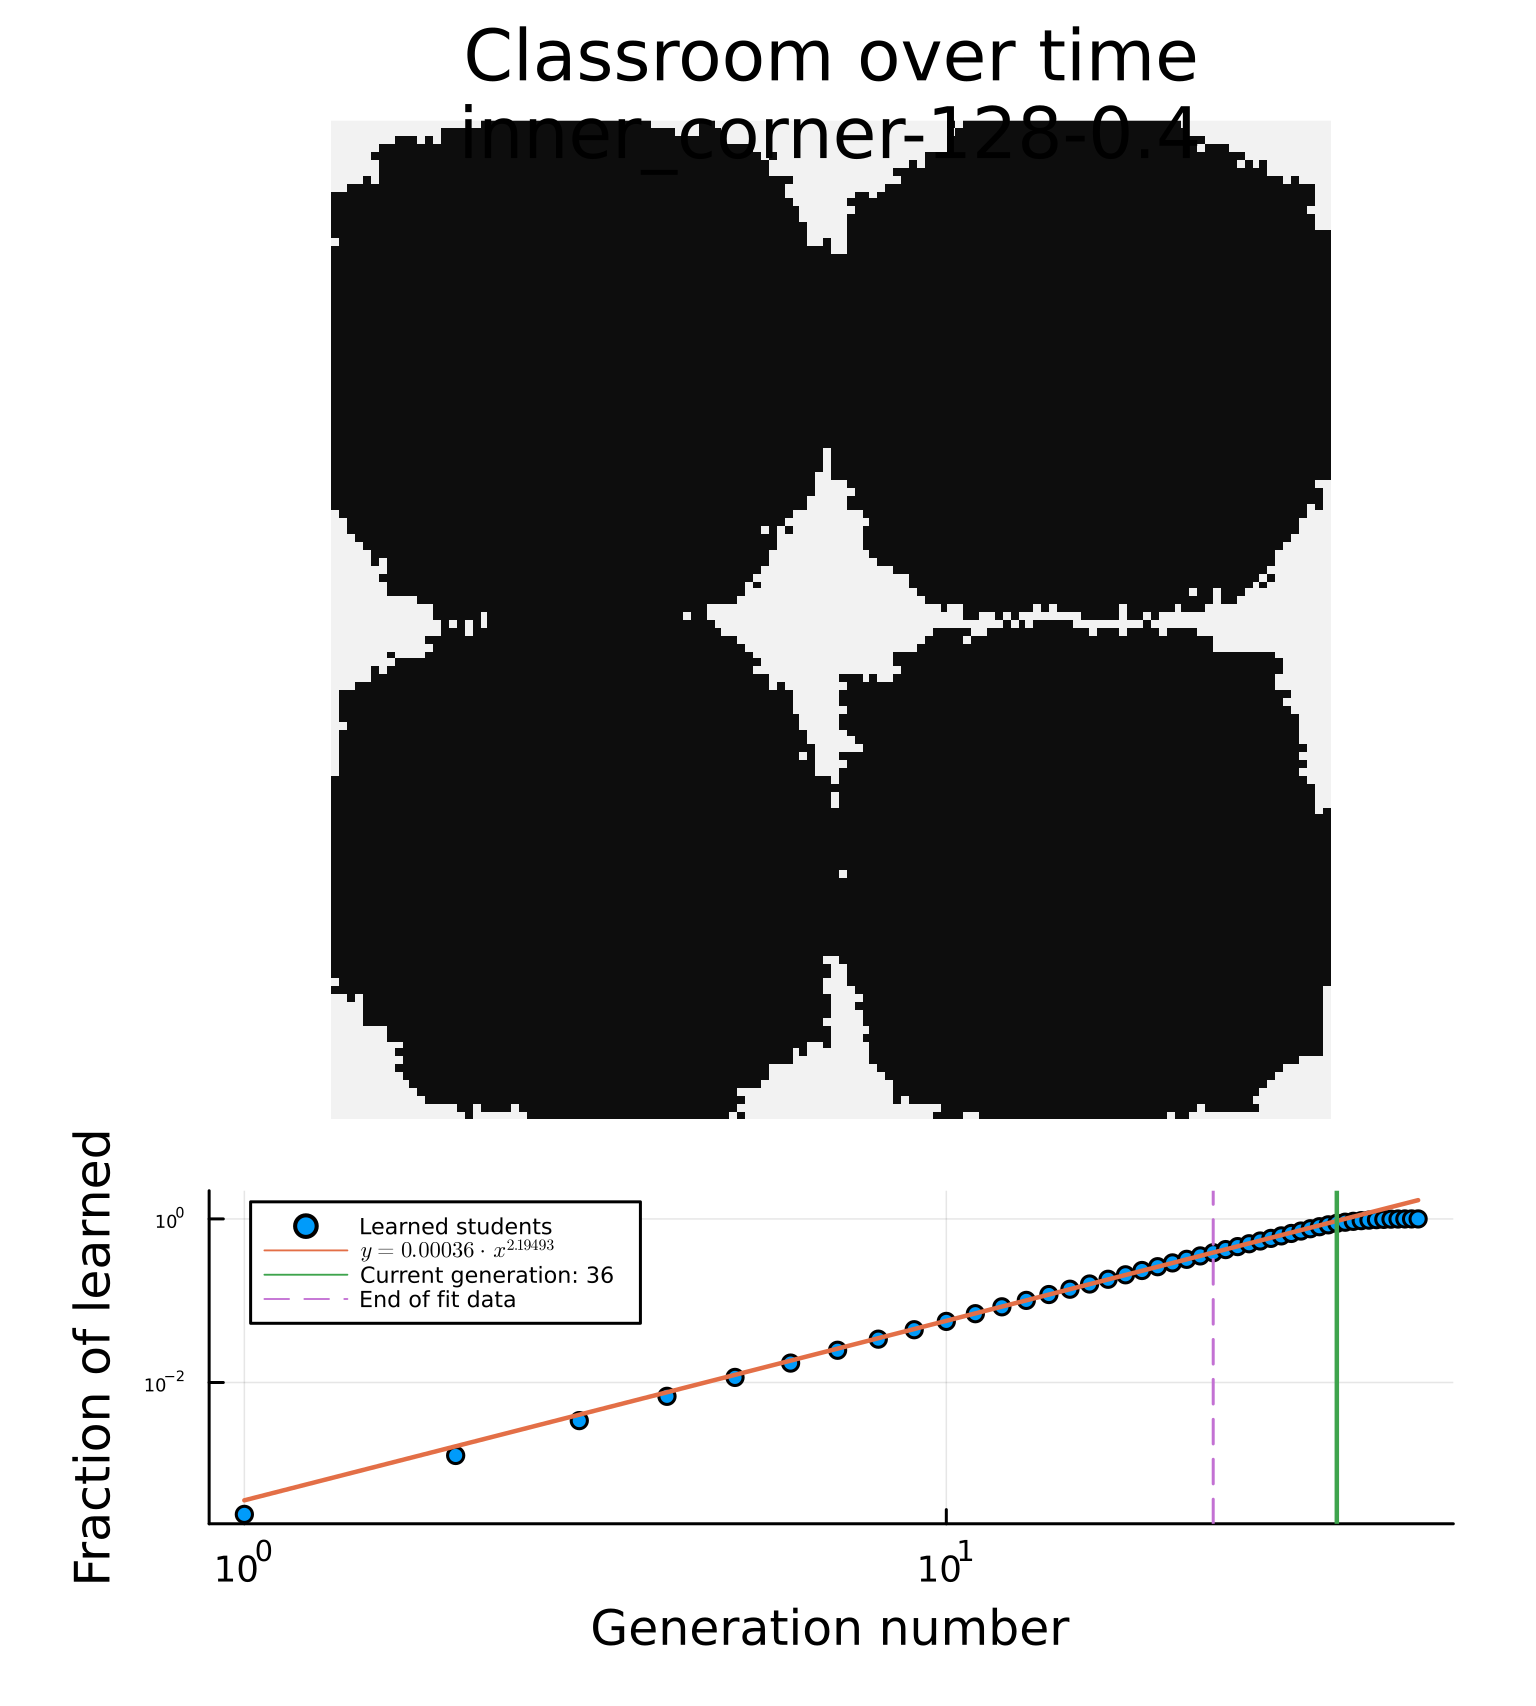 Classroom over time
inner_corner-128-0.4
Fraction of learned
10^0
10^-2
Learned students
y = 0.00036 · x^2.19493
Current generation: 36
End of fit data
10^0
10^1
Generation number